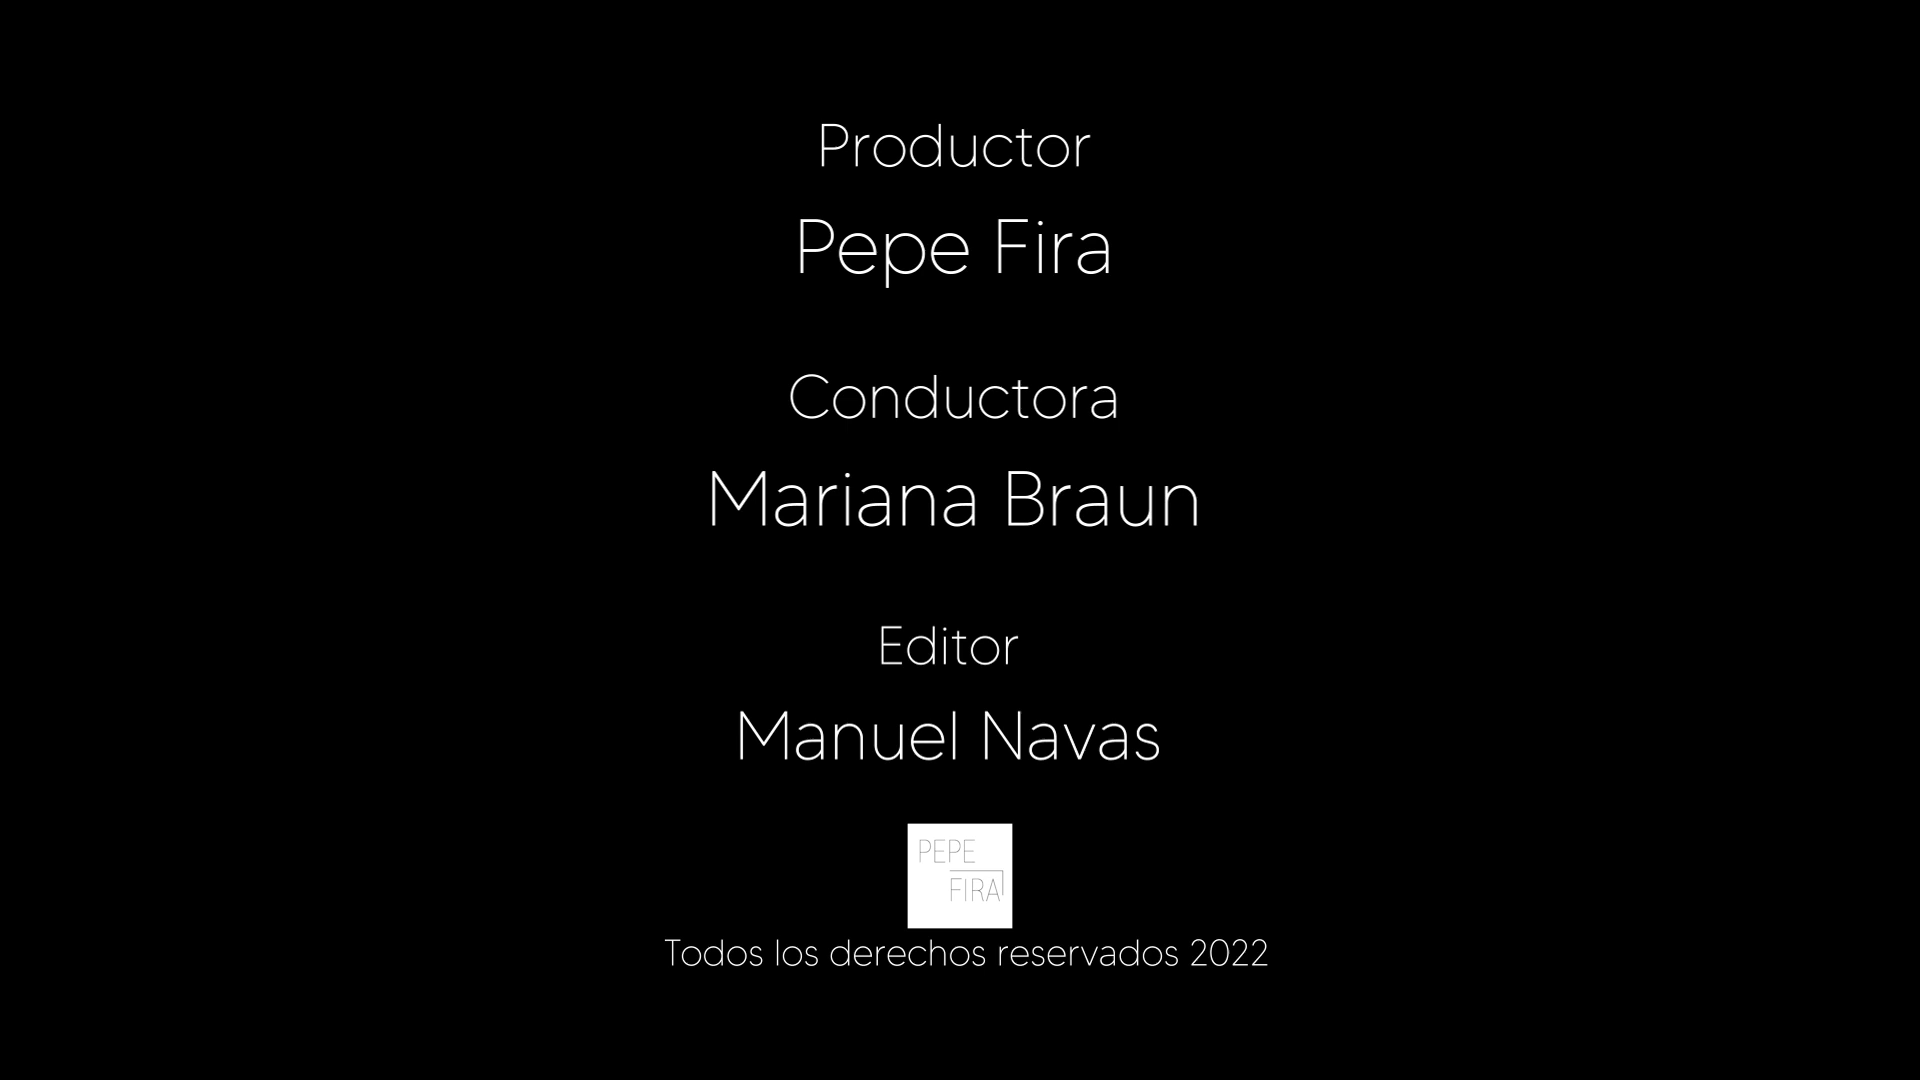 Productor
Pepe Fira
Conductora
Mariana Braun
Editor
Manuel Navas
PEPE
FIRA
Todos los derechos reservados 2022